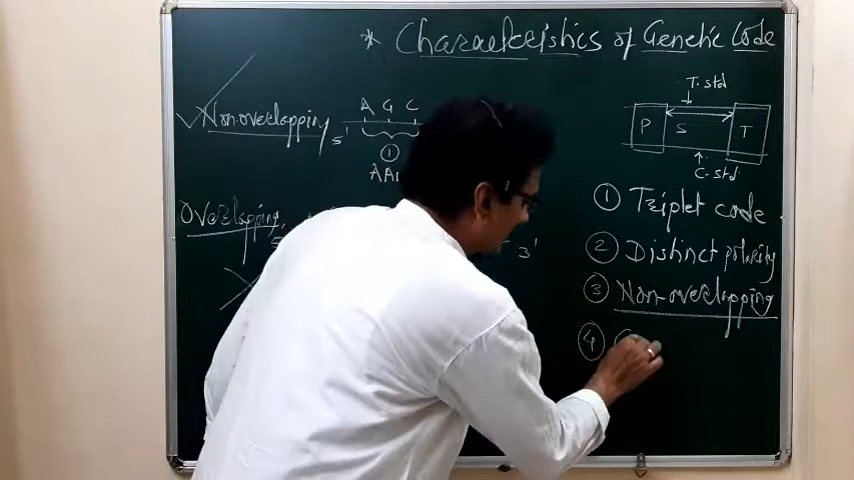 * Characteristics of Genetic Code
T. std
P S T
C. std
Non-overlapping
5'
A G C
1
AA1
Overlapping
3'
1 Triplet code
2 Distinct polarity
3 Non-overlapping
4 C